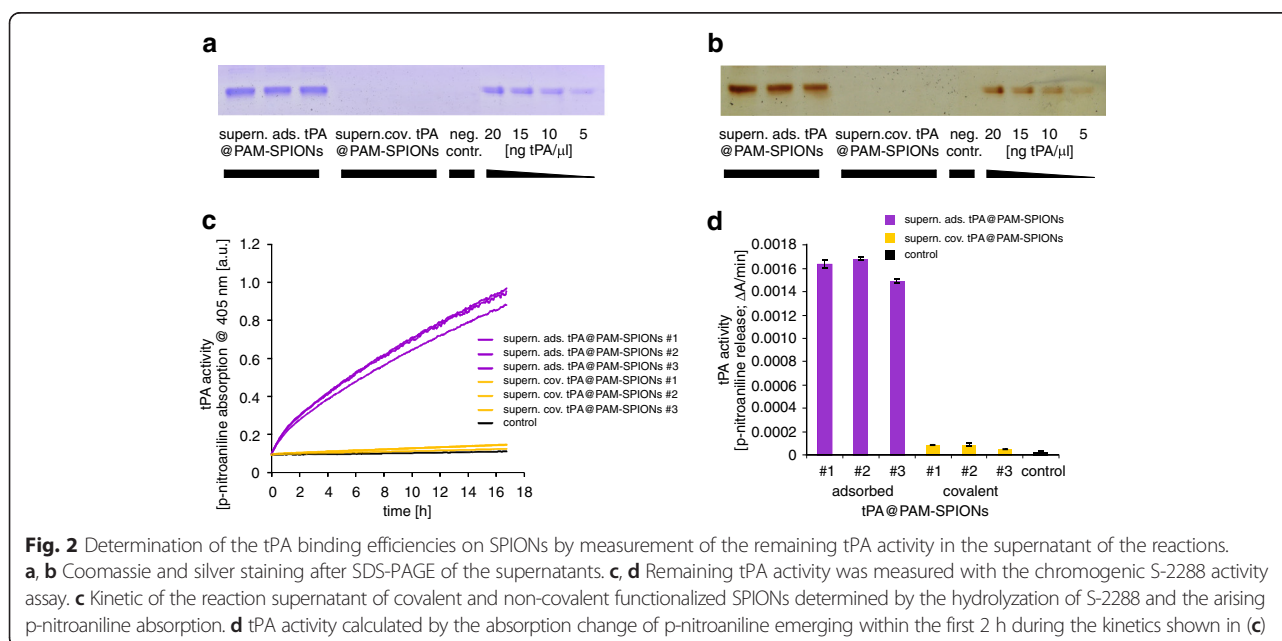 a
supern. ads. tPA supern.cov. tPA neg. 20 15 10 5
@PAM-SPIONs @PAM-SPIONs contr. [ng tPA/µl]
b
supern. ads. tPA supern.cov. tPA neg. 20 15 10 5
@PAM-SPIONs @PAM-SPIONs contr. [ng tPA/µl]
c
tPA activity
[p-nitroaniline absorption @ 405 nm [a.u.]
1.2
1.0
0.8
0.6
0.4
0.2
0
0 2 4 6 8 10 12 14 16 18
time [h]
supern. ads. tPA@PAM-SPIONs #1
supern. ads. tPA@PAM-SPIONs #2
supern. ads. tPA@PAM-SPIONs #3
supern. cov. tPA@PAM-SPIONs #1
supern. cov. tPA@PAM-SPIONs #2
supern. cov. tPA@PAM-SPIONs #3
control
d
supern. ads. tPA@PAM-SPIONs
supern. cov. tPA@PAM-SPIONs
control
tPA activity
[p-nitroaniline release; ΔA/min]
0.0018
0.0016
0.0014
0.0012
0.0010
0.0008
0.0006
0.0004
0.0002
0
#1 #2 #3 #1 #2 #3 control
adsorbed covalent
tPA@PAM-SPIONs
Fig. 2 Determination of the tPA binding efficiencies on SPIONs by measurement of the remaining tPA activity in the supernatant of the reactions.
a, b Coomassie and silver staining after SDS-PAGE of the supernatants. c, d Remaining tPA activity was measured with the chromogenic S-2288 activity
assay. c Kinetic of the reaction supernatant of covalent and non-covalent functionalized SPIONs determined by the hydrolyzation of S-2288 and the arising
p-nitroaniline absorption. d tPA activity calculated by the absorption change of p-nitroaniline emerging within the first 2 h during the kinetics shown in (c)